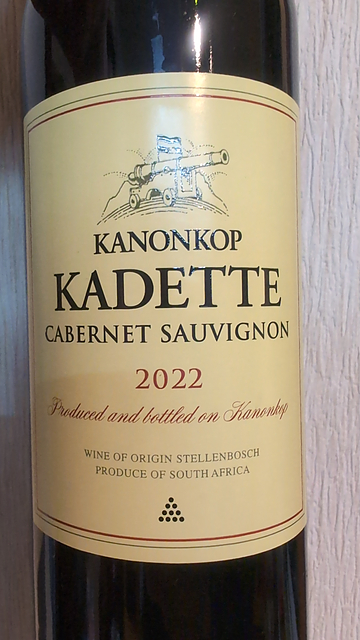 KANONKOP
KADETTE
CABERNET SAUVIGNON
2022
Produced and bottled on Kanonkop
WINE OF ORIGIN STELLENBOSCH
PRODUCE OF SOUTH AFRICA